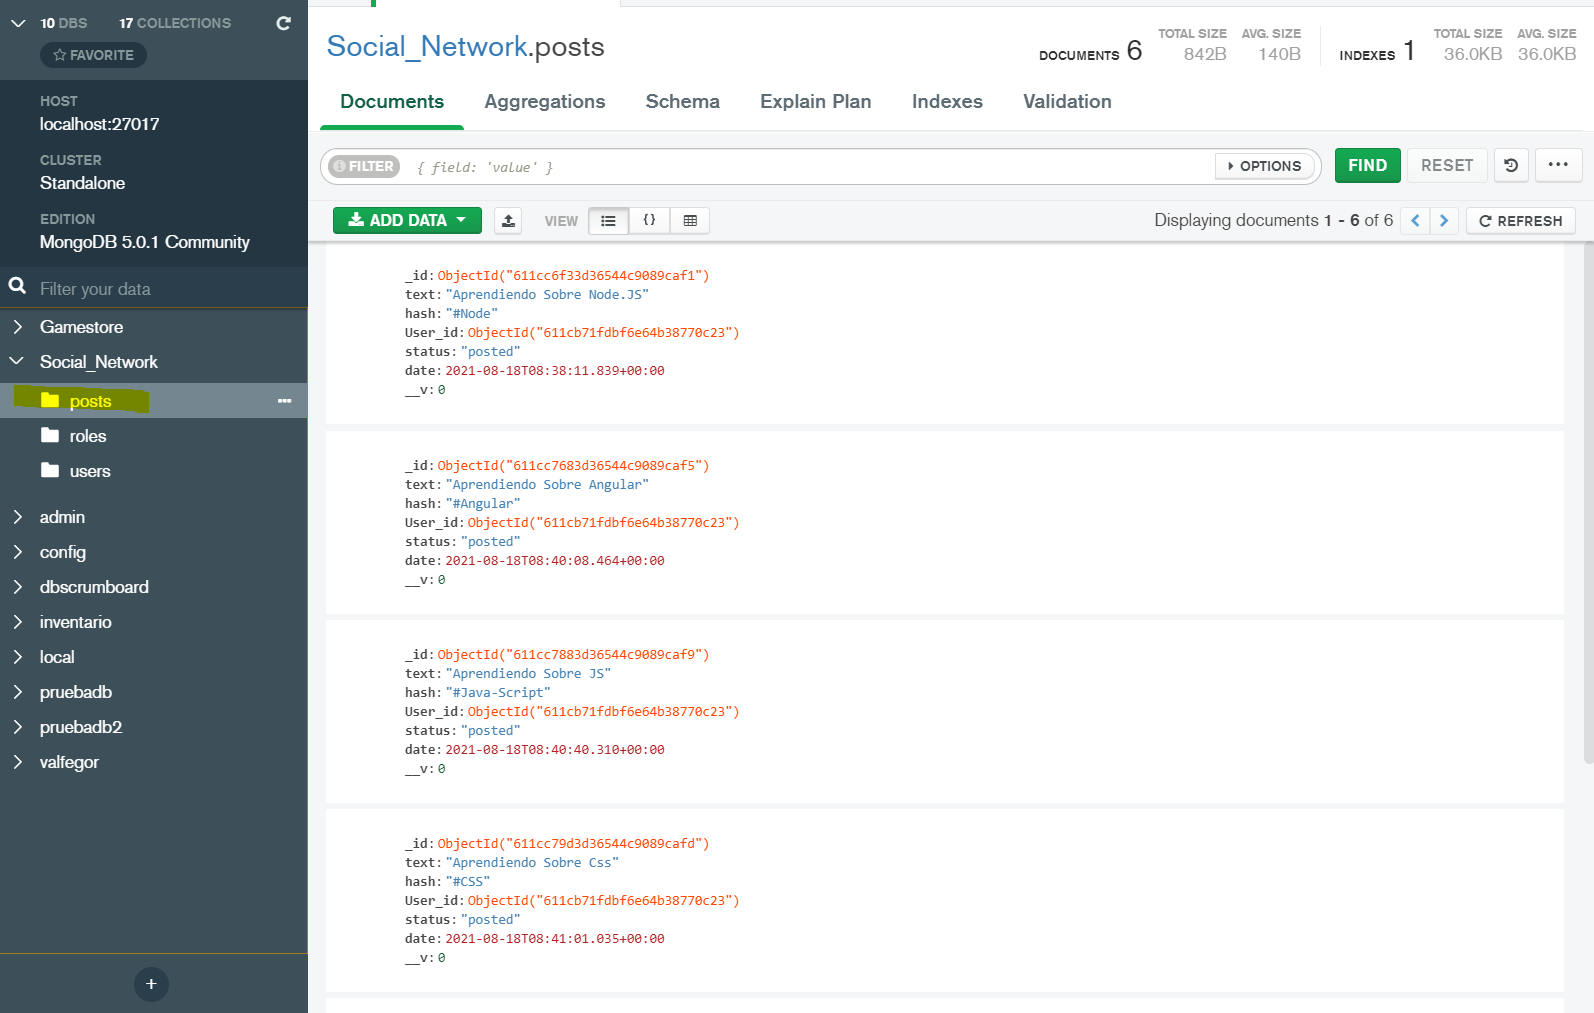 10 DBS 17 COLLECTIONS
FAVORITE
HOST
localhost:27017
CLUSTER
Standalone
EDITION
MongoDB 5.0.1 Community
Filter your data
Gamestore
Social_Network
posts
roles
users
admin
config
dbscrumboard
inventario
local
pruebadb
pruebadb2
valfegor
Social_Network.posts
DOCUMENTS 6 TOTAL SIZE 842B AVG. SIZE 140B INDEXES 1 TOTAL SIZE 36.0KB AVG. SIZE 36.0KB
Documents Aggregations Schema Explain Plan Indexes Validation
FILTER { field: 'value' } OPTIONS FIND RESET
ADD DATA VIEW {} Displaying documents 1 - 6 of 6 REFRESH
_id: ObjectId("611cc6f33d36544c9089caf1")
text: "Aprendiendo Sobre Node.JS"
hash: "#Node"
User_id: ObjectId("611cb71fdbf6e64b38770c23")
status: "posted"
date: 2021-08-18T08:38:11.839+00:00
__v: 0
_id: ObjectId("611cc7683d36544c9089caf5")
text: "Aprendiendo Sobre Angular"
hash: "#Angular"
User_id: ObjectId("611cb71fdbf6e64b38770c23")
status: "posted"
date: 2021-08-18T08:40:08.464+00:00
__v: 0
_id: ObjectId("611cc7883d36544c9089caf9")
text: "Aprendiendo Sobre JS"
hash: "#Java-Script"
User_id: ObjectId("611cb71fdbf6e64b38770c23")
status: "posted"
date: 2021-08-18T08:40:40.310+00:00
__v: 0
_id: ObjectId("611cc79d3d36544c9089cafd")
text: "Aprendiendo Sobre Css"
hash: "#CSS"
User_id: ObjectId("611cb71fdbf6e64b38770c23")
status: "posted"
date: 2021-08-18T08:41:01.035+00:00
__v: 0